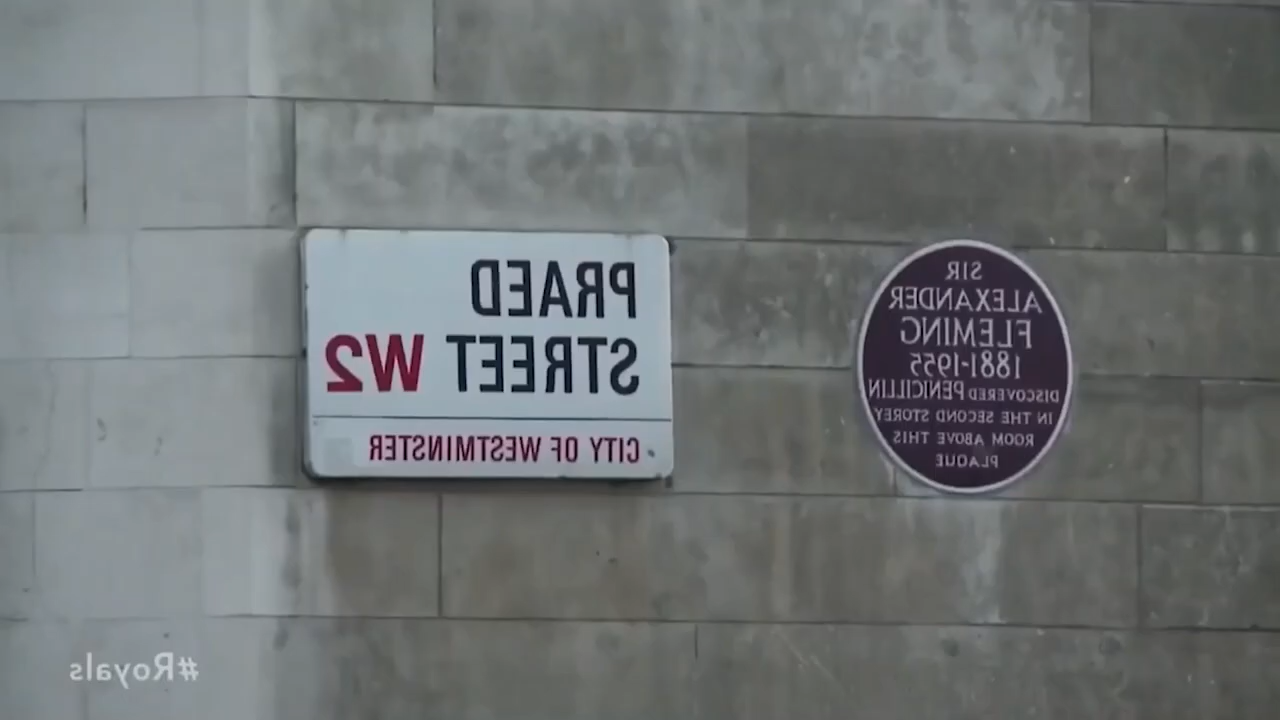 PRAED
STREET W2
CITY OF WESTMINSTER
SIR
ALEXANDER
FLEMING
1881-1955
DISCOVERED PENICILLIN
IN THE SECOND STOREY
ROOM ABOVE THIS
PLAQUE
#Royals